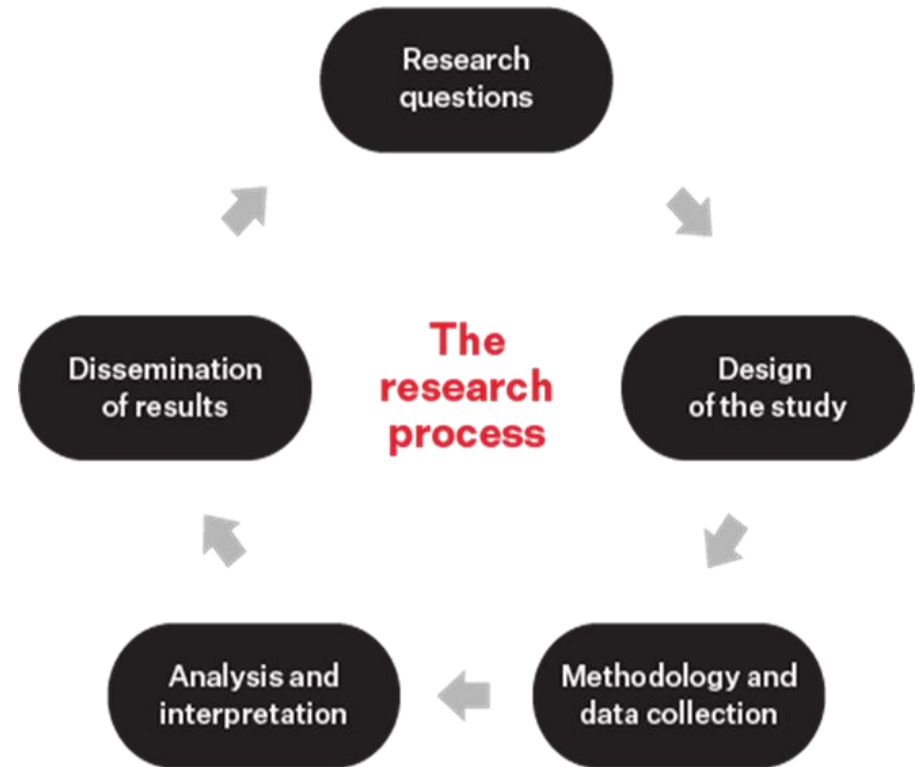 Research
questions
Design
of the study
Methodology and
data collection
Analysis and
interpretation
Dissemination
of results
The
research
process